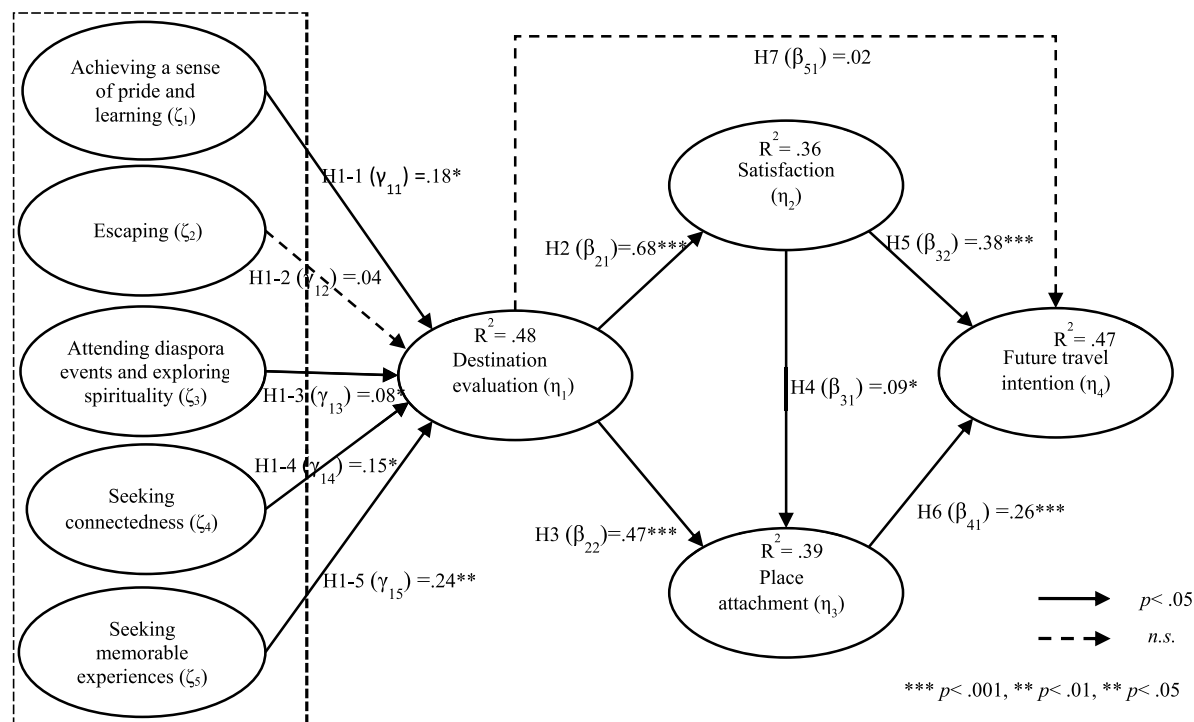 Achieving a sense
of pride and
learning (ζ₁)
Escaping (ζ₂)
Attending diaspora
events and exploring
spirituality (ζ₃)
Seeking
connectedness (ζ₄)
Seeking
memorable
experiences (ζ₅)
H1-1 (γ₁₁) =.18*
H1-2 (γ₁₂) =.04
H1-3 (γ₁₃) =.08*
H1-4 (γ₁₄) =.15*
H1-5 (γ₁₅) =.24**
R² = .48
Destination
evaluation (η₁)
H7 (β₅₁) =.02
H2 (β₂₁)=.68***
H3 (β₂₂)=.47***
R² = .36
Satisfaction
(η₂)
H4 (β₃₁) =.09*
R² = .39
Place
attachment (η₃)
H5 (β₃₂) =.38***
H6 (β₄₁) =.26***
R² = .47
Future travel
intention (η₄)
p< .05
n.s.
*** p< .001, ** p< .01, ** p< .05